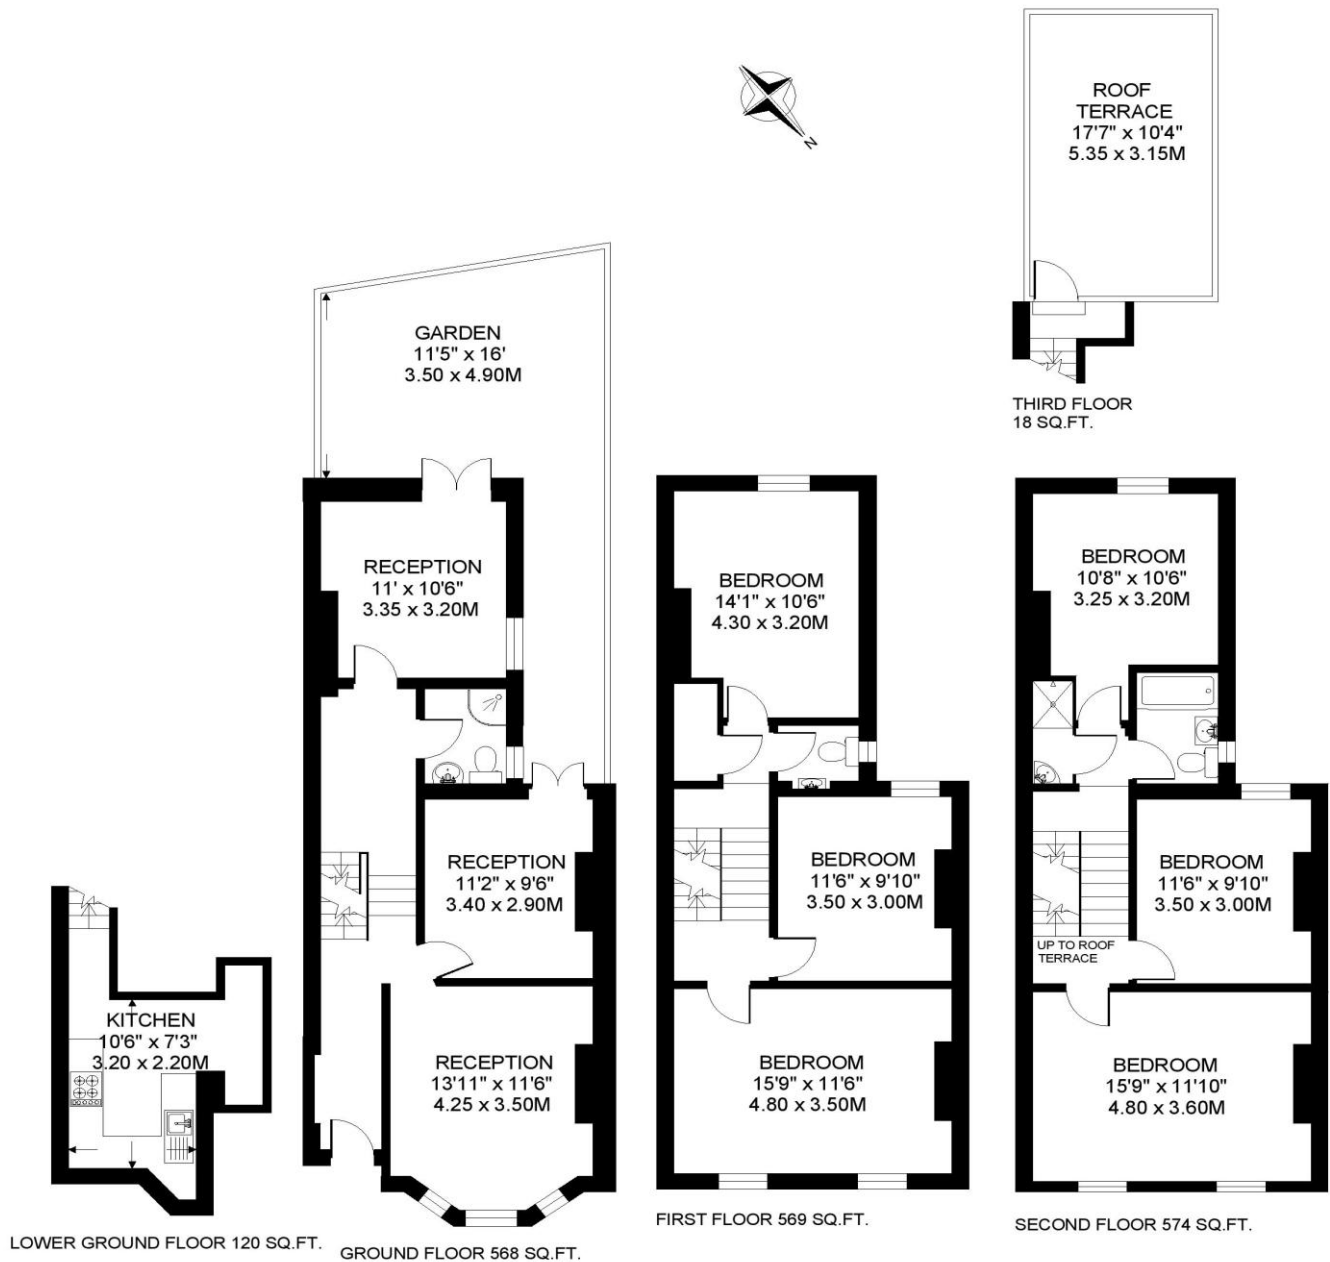 ROOF
TERRACE
17'7" x 10'4"
5.35 x 3.15M
N
THIRD FLOOR
18 SQ.FT.
GARDEN
11'5" x 16'
3.50 x 4.90M
RECEPTION
11' x 10'6"
3.35 x 3.20M
RECEPTION
11'2" x 9'6"
3.40 x 2.90M
RECEPTION
13'11" x 11'6"
4.25 x 3.50M
KITCHEN
10'6" x 7'3"
3.20 x 2.20M
LOWER GROUND FLOOR 120 SQ.FT.
GROUND FLOOR 568 SQ.FT.
BEDROOM
14'1" x 10'6"
4.30 x 3.20M
BEDROOM
11'6" x 9'10"
3.50 x 3.00M
BEDROOM
15'9" x 11'6"
4.80 x 3.50M
FIRST FLOOR 569 SQ.FT.
BEDROOM
10'8" x 10'6"
3.25 x 3.20M
BEDROOM
11'6" x 9'10"
3.50 x 3.00M
UP TO ROOF
TERRACE
BEDROOM
15'9" x 11'10"
4.80 x 3.60M
SECOND FLOOR 574 SQ.FT.